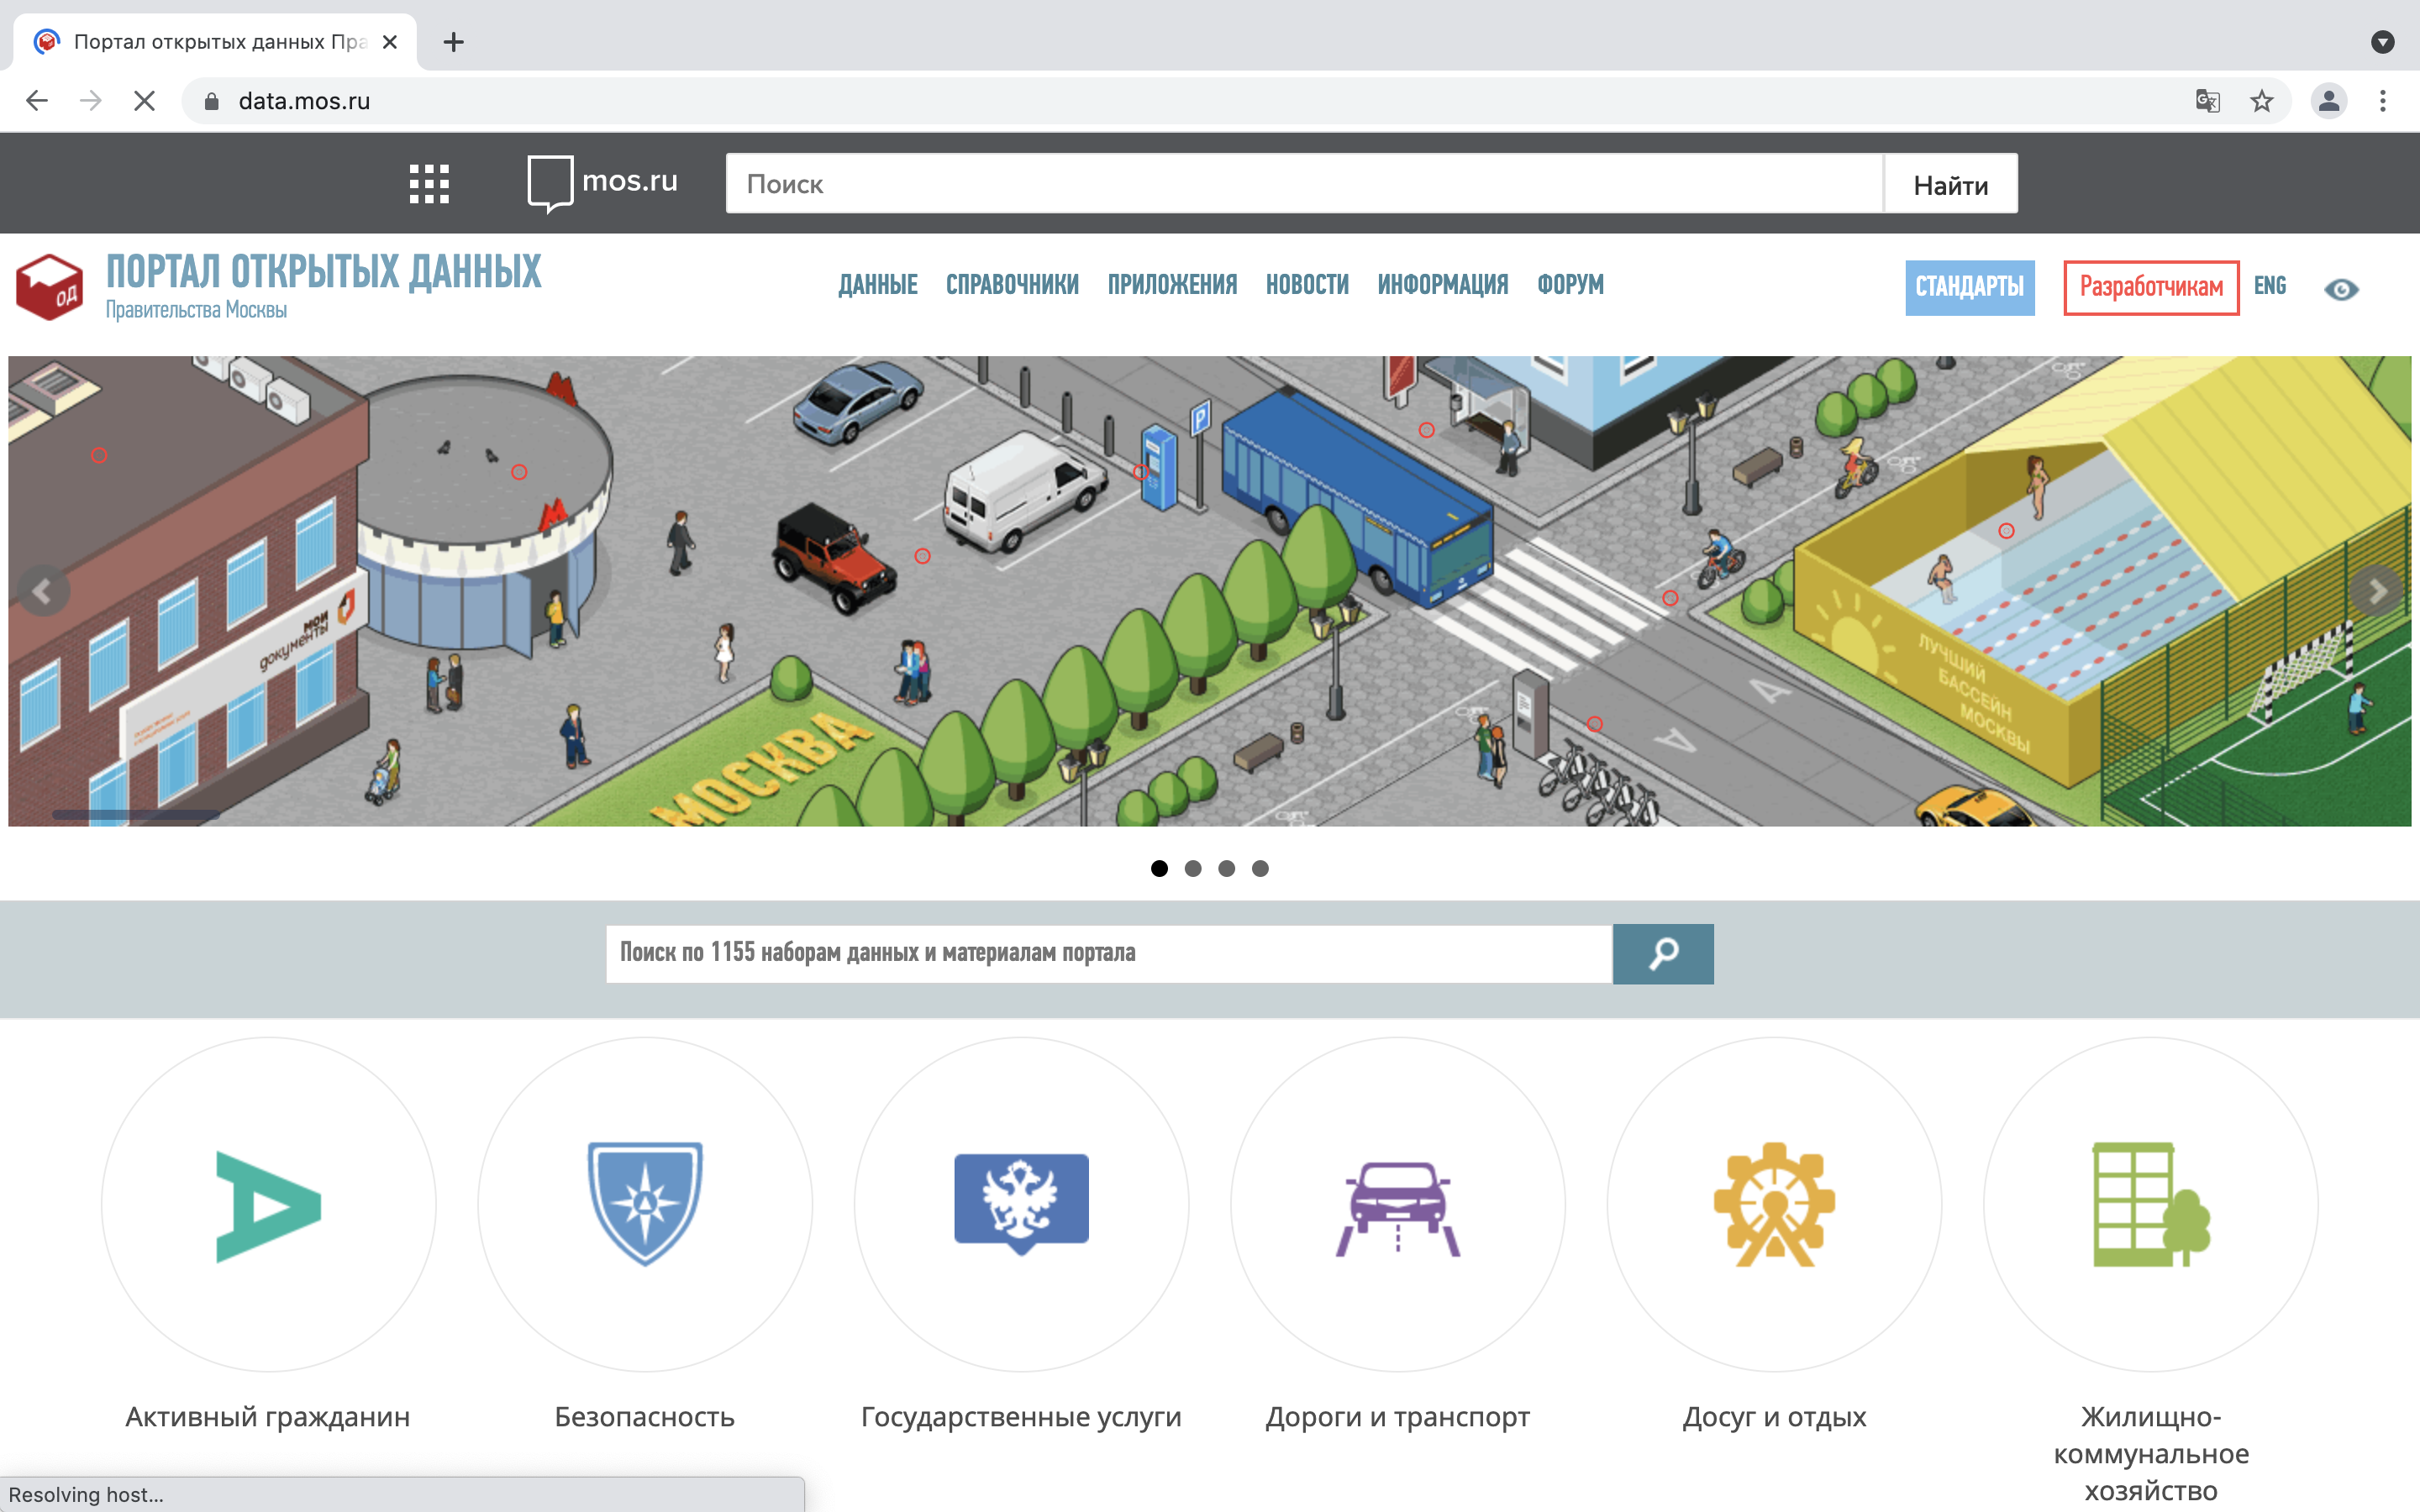 Портал открытых данных Пра
data.mos.ru
mos.ru
Поиск
Найти
ОД
ПОРТАЛ ОТКРЫТЫХ ДАННЫХ
Правительства Москвы
ДАННЫЕ
СПРАВОЧНИКИ
ПРИЛОЖЕНИЯ
НОВОСТИ
ИНФОРМАЦИЯ
ФОРУМ
СТАНДАРТЫ
Разработчикам
ENG
P
М
мои
документы
МОСКВА
А
А
ЛУЧШИЙ
БАССЕЙН
МОСКВЫ
Поиск по 1155 наборам данных и материалам портала
Активный гражданин
Безопасность
Государственные услуги
Дороги и транспорт
Досуг и отдых
Жилищно-
коммунальное
хозяйство
Resolving host...